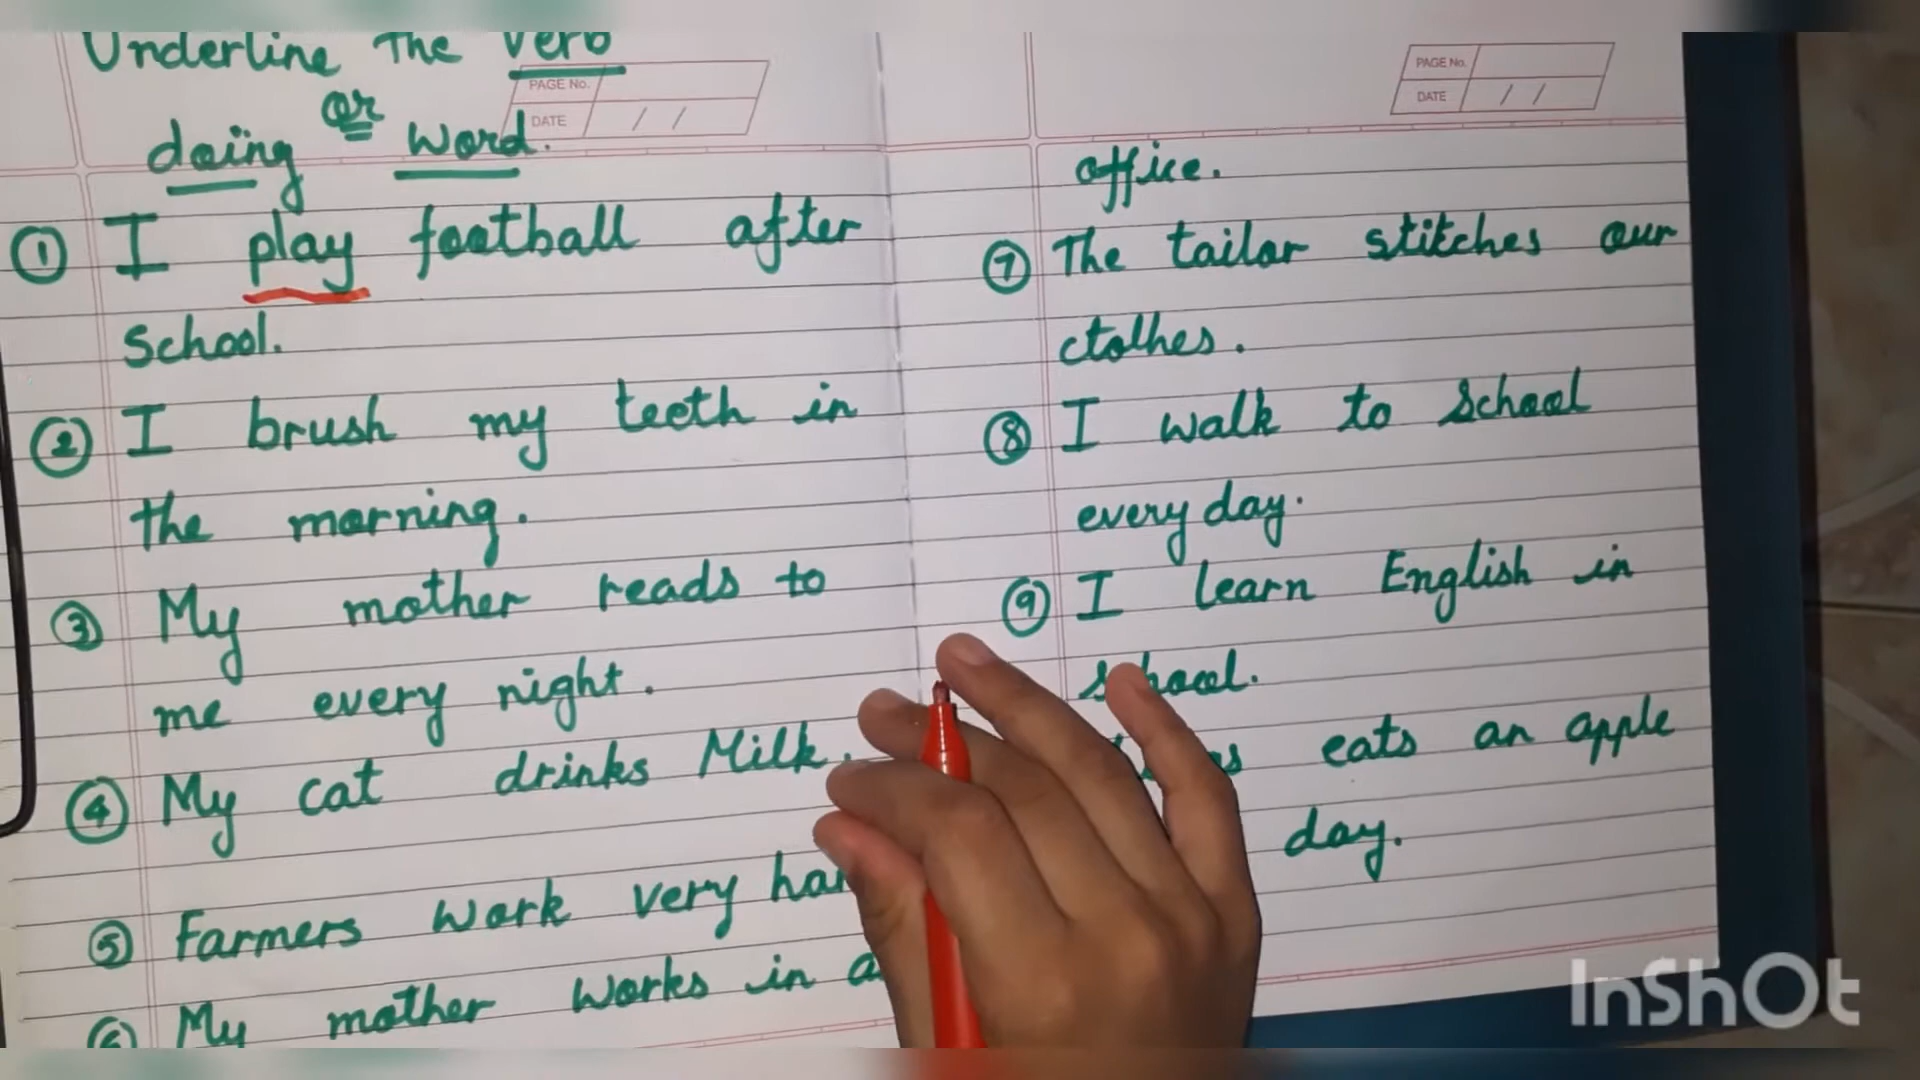 Underline the verb
or
doing word.
PAGE No.
DATE / /
① I play football after
School.
② I brush my teeth in
the morning.
③ My mother reads to
me every night.
④ My cat drinks Milk.
⑤ Farmers work very
⑥ My mother works in
PAGE No.
DATE / /
office.
⑦ The tailor stitches our
ctolhes.
⑧ I walk to School
every day.
⑨ I learn English in
school.
eats an apple
day.
InShOt